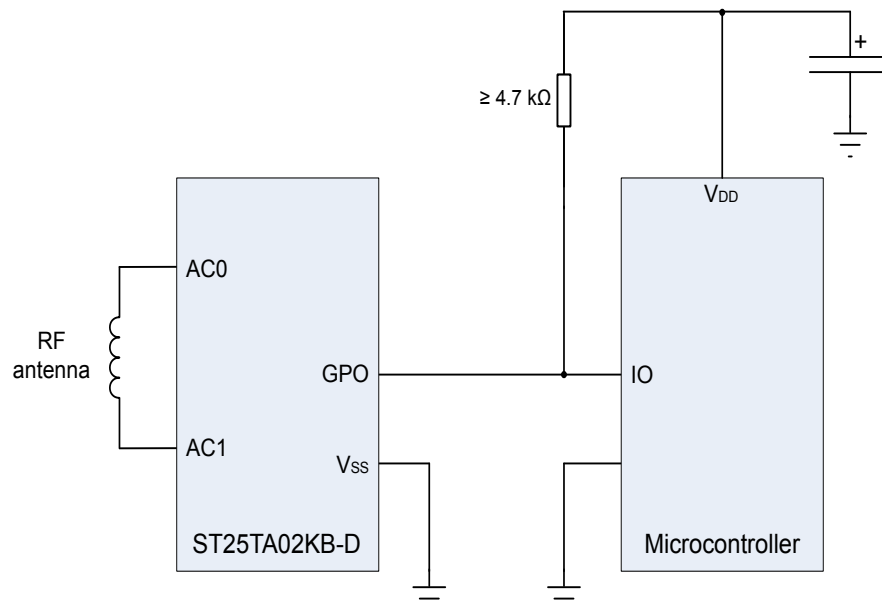 +
≥ 4.7 kΩ
VDD
AC0
RF
antenna
GPO
IO
AC1
VSS
ST25TA02KB-D
Microcontroller